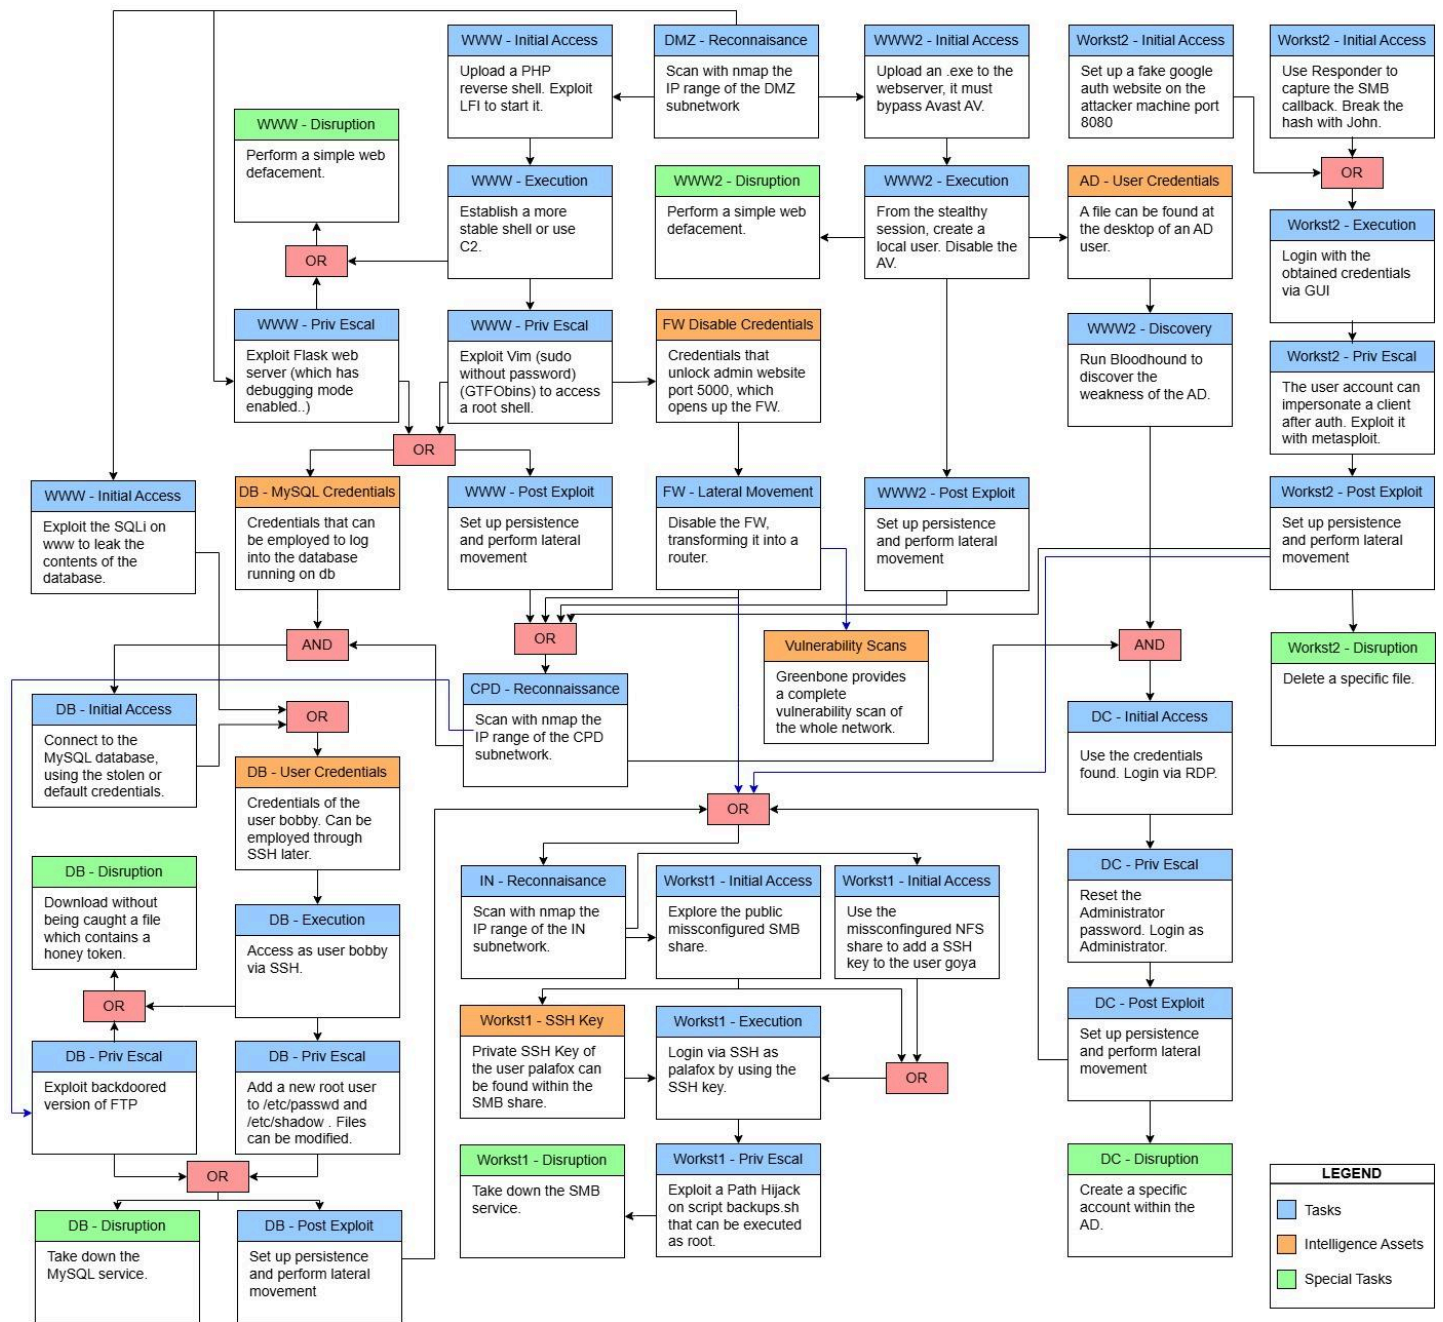 WWW - Initial Access
Upload a PHP
reverse shell. Exploit
LFI to start it.
DMZ - Reconnaisance
Scan with nmap the
IP range of the DMZ
subnetwork
WWW2 - Initial Access
Upload an .exe to the
webserver, it must
bypass Avast AV.
Workst2 - Initial Access
Set up a fake google
auth website on the
attacker machine port
8080
Workst2 - Initial Access
Use Responder to
capture the SMB
callback. Break the
hash with John.
WWW - Disruption
Perform a simple web
defacement.
WWW - Execution
Establish a more
stable shell or use
C2.
WWW2 - Disruption
Perform a simple web
defacement.
WWW2 - Execution
From the stealthy
session, create a
local user. Disable the
AV.
AD - User Credentials
A file can be found at
the desktop of an AD
user.
OR
Workst2 - Execution
Login with the
obtained credentials
via GUI
OR
WWW - Priv Escal
Exploit Flask web
server (which has
debugging mode
enabled..)
WWW - Priv Escal
Exploit Vim (sudo
without password)
(GTFObins) to access
a root shell.
FW Disable Credentials
Credentials that
unlock admin website
port 5000, which
opens up the FW.
WWW2 - Discovery
Run Bloodhound to
discover the
weakness of the AD.
Workst2 - Priv Escal
The user account can
impersonate a client
after auth. Exploit it
with metasploit.
OR
WWW - Initial Access
Exploit the SQLi on
www to leak the
contents of the
database.
DB - MySQL Credentials
Credentials that can
be employed to log
into the database
running on db
WWW - Post Exploit
Set up persistence
and perform lateral
movement
FW - Lateral Movement
Disable the FW,
transforming it into a
router.
WWW2 - Post Exploit
Set up persistence
and perform lateral
movement
Workst2 - Post Exploit
Set up persistence
and perform lateral
movement
AND
OR
Vulnerability Scans
Greenbone provides
a complete
vulnerability scan of
the whole network.
AND
Workst2 - Disruption
Delete a specific file.
DB - Initial Access
Connect to the
MySQL database,
using the stolen or
default credentials.
OR
CPD - Reconnaissance
Scan with nmap the
IP range of the CPD
subnetwork.
DC - Initial Access
Use the credentials
found. Login via RDP.
DB - User Credentials
Credentials of the
user bobby. Can be
employed through
SSH later.
OR
DB - Disruption
Download without
being caught a file
which contains a
honey token.
DB - Execution
Access as user bobby
via SSH.
IN - Reconnaisance
Scan with nmap the
IP range of the IN
subnetwork.
Workst1 - Initial Access
Explore the public
missconfigured SMB
share.
Workst1 - Initial Access
Use the
missconfingured NFS
share to add a SSH
key to the user goya
DC - Priv Escal
Reset the
Administrator
password. Login as
Administrator.
OR
Workst1 - SSH Key
Private SSH Key of
the user palafox can
be found within the
SMB share.
Workst1 - Execution
Login via SSH as
palafox by using the
SSH key.
OR
DC - Post Exploit
Set up persistence
and perform lateral
movement
DB - Priv Escal
Exploit backdoored
version of FTP
DB - Priv Escal
Add a new root user
to /etc/passwd and
/etc/shadow . Files
can be modified.
OR
Workst1 - Disruption
Take down the SMB
service.
Workst1 - Priv Escal
Exploit a Path Hijack
on script backups.sh
that can be executed
as root.
DC - Disruption
Create a specific
account within the
AD.
DB - Disruption
Take down the
MySQL service.
DB - Post Exploit
Set up persistence
and perform lateral
movement
LEGEND
Tasks
Intelligence Assets
Special Tasks